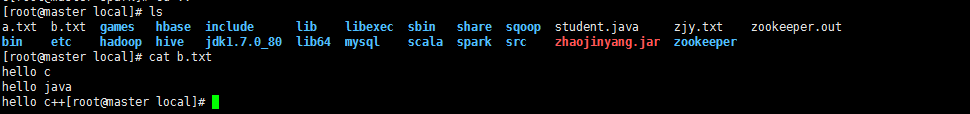 [root@master local]# ls
a.txt b.txt games hbase include lib libexec sbin share sqoop student.java zjy.txt zookeeper.out
bin etc hadoop hive jdk1.7.0_80 lib64 mysql scala spark src zhaojinyang.jar zookeeper
[root@master local]# cat b.txt
hello c
hello java
hello c++[root@master local]#